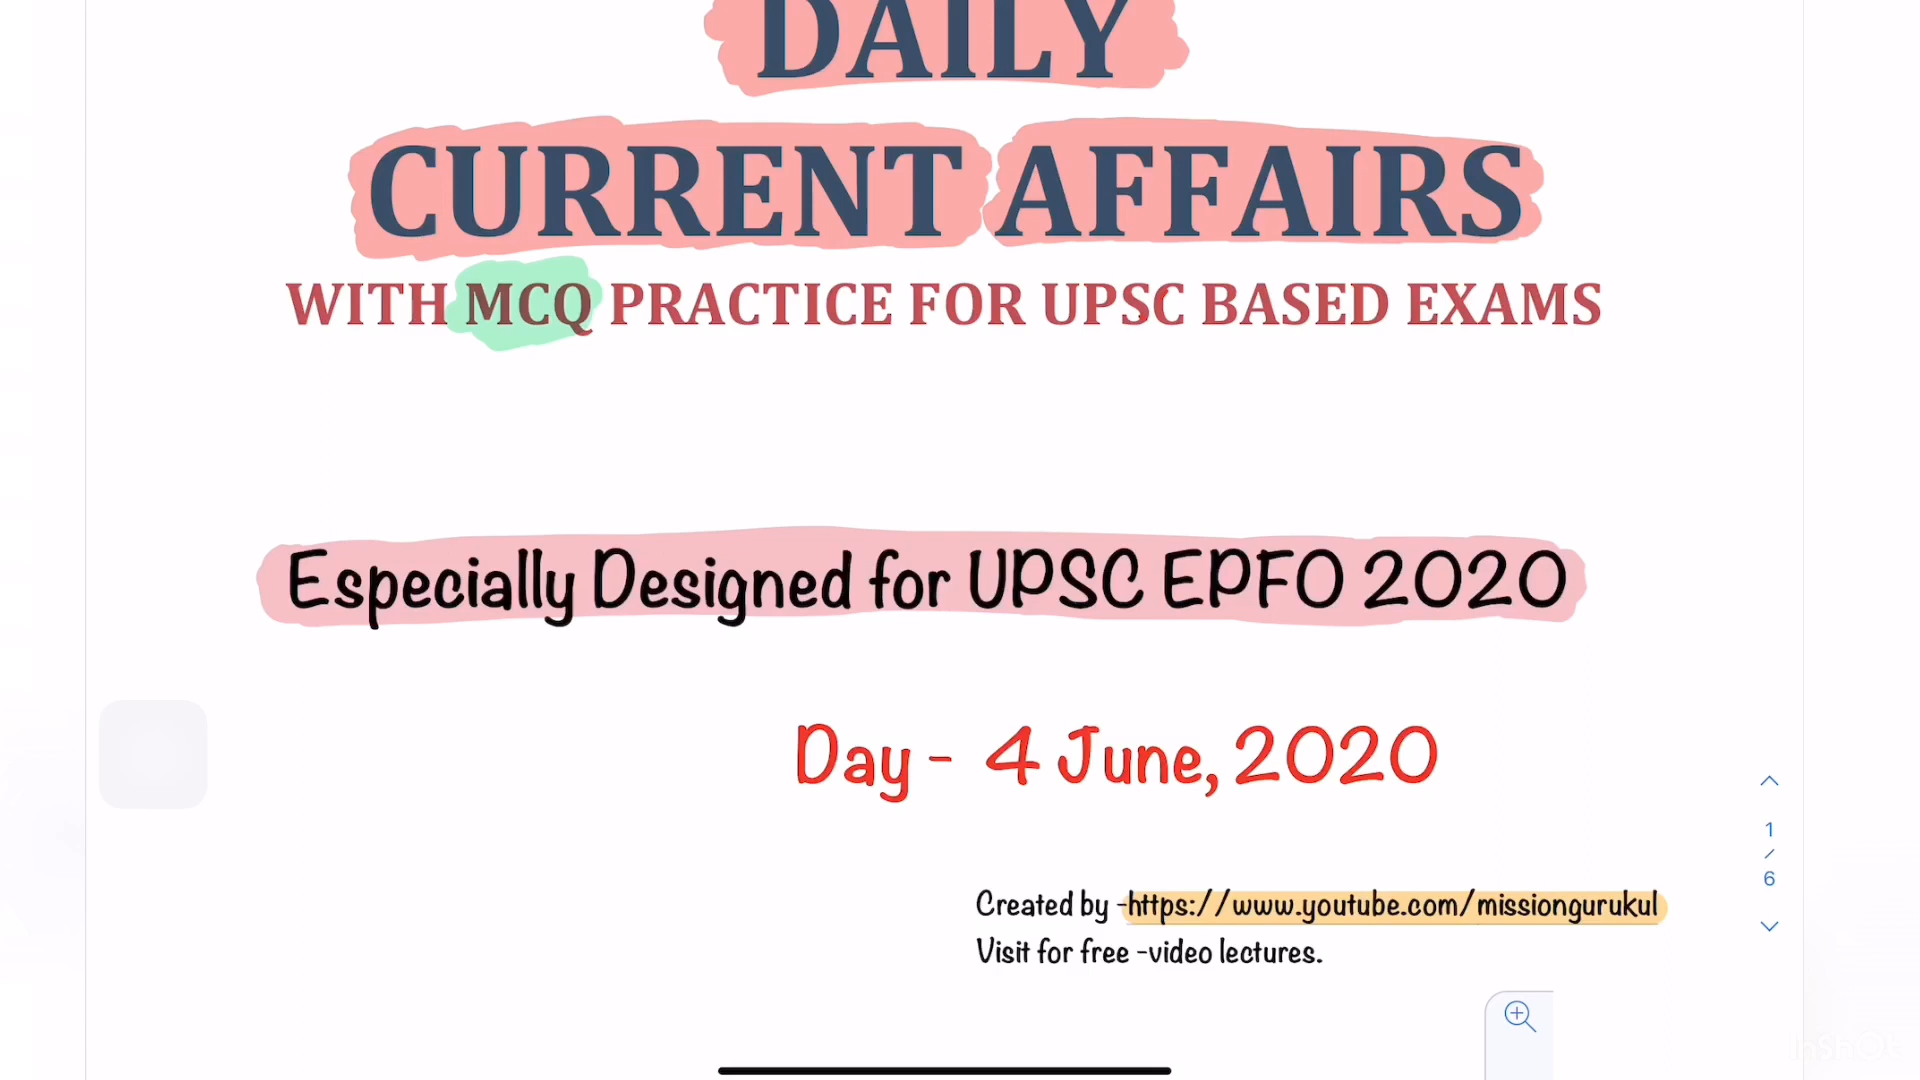 DAILY
CURRENT AFFAIRS
WITH MCQ PRACTICE FOR UPSC BASED EXAMS
Especially Designed for UPSC EPFO 2020
Day - 4 June, 2020
1
/
6
Created by -https://www.youtube.com/missiongurukul
Visit for free -video lectures.